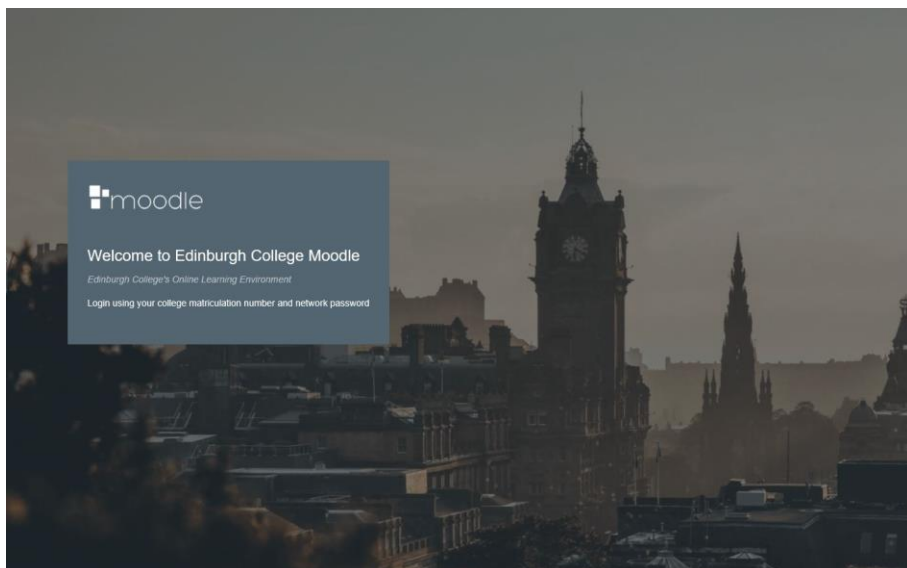 moodle
Welcome to Edinburgh College Moodle
Edinburgh College's Online Learning Environment
Login using your college matriculation number and network password